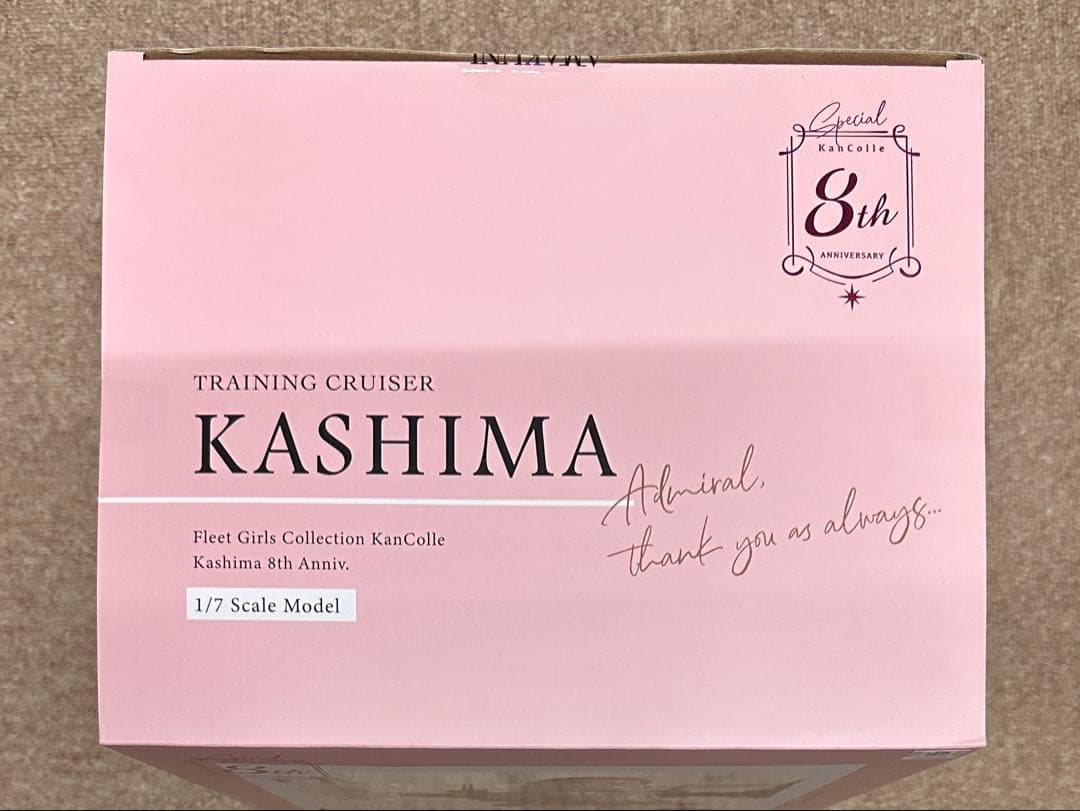 Special
KanColle
8th
ANNIVERSARY
TRAINING CRUISER
KASHIMA
Admiral,
thank you as always...
Fleet Girls Collection KanColle
Kashima 8th Anniv.
1/7 Scale Model